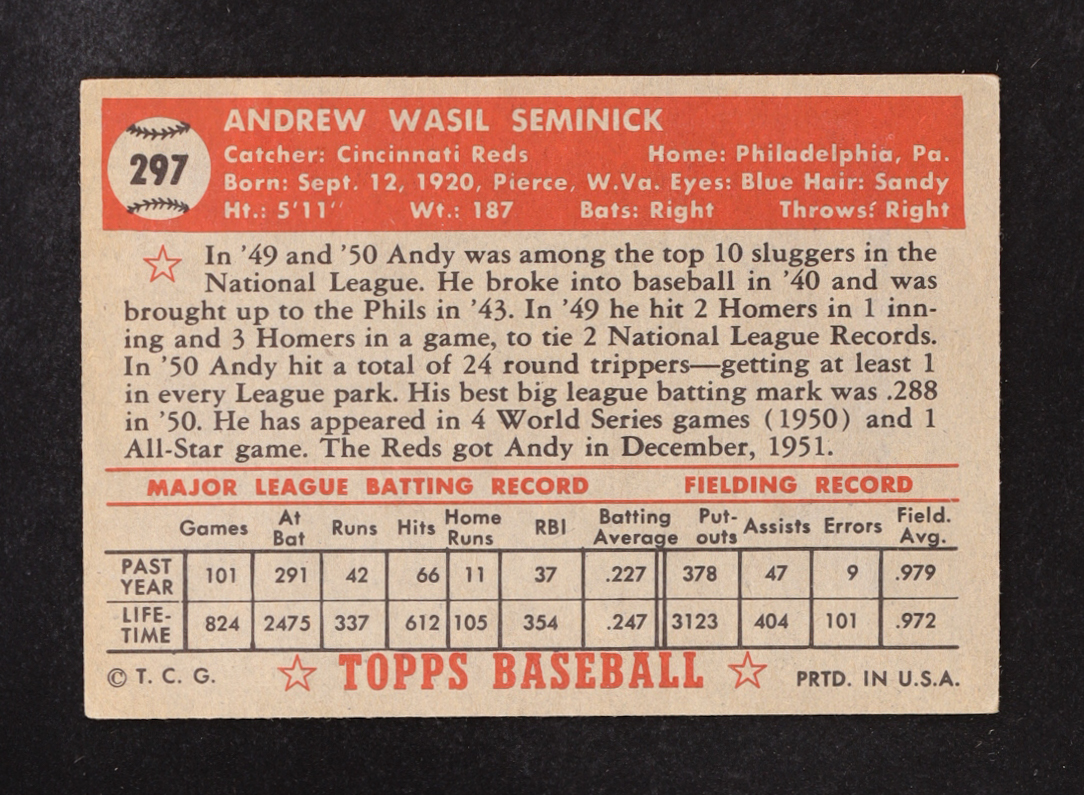 ANDREW WASIL SEMINICK
297
Catcher: Cincinnati Reds Home: Philadelphia, Pa.
Born: Sept. 12, 1920, Pierce, W.Va. Eyes: Blue Hair: Sandy
Ht.: 5'11" Wt.: 187 Bats: Right Throws: Right
In '49 and '50 Andy was among the top 10 sluggers in the
National League. He broke into baseball in '40 and was
brought up to the Phils in '43. In '49 he hit 2 Homers in 1 inn-
ing and 3 Homers in a game, to tie 2 National League Records.
In '50 Andy hit a total of 24 round trippers—getting at least 1
in every League park. His best big league batting mark was .288
in '50. He has appeared in 4 World Series games (1950) and 1
All-Star game. The Reds got Andy in December, 1951.
MAJOR LEAGUE BATTING RECORD FIELDING RECORD
Games At Bat Runs Hits Home Runs RBI Batting Average Put-outs Assists Errors Field. Avg.
PAST YEAR 101 291 42 66 11 37 .227 378 47 9 .979
LIFE-TIME 824 2475 337 612 105 354 .247 3123 404 101 .972
© T. C. G. TOPPS BASEBALL PRTD. IN U.S.A.